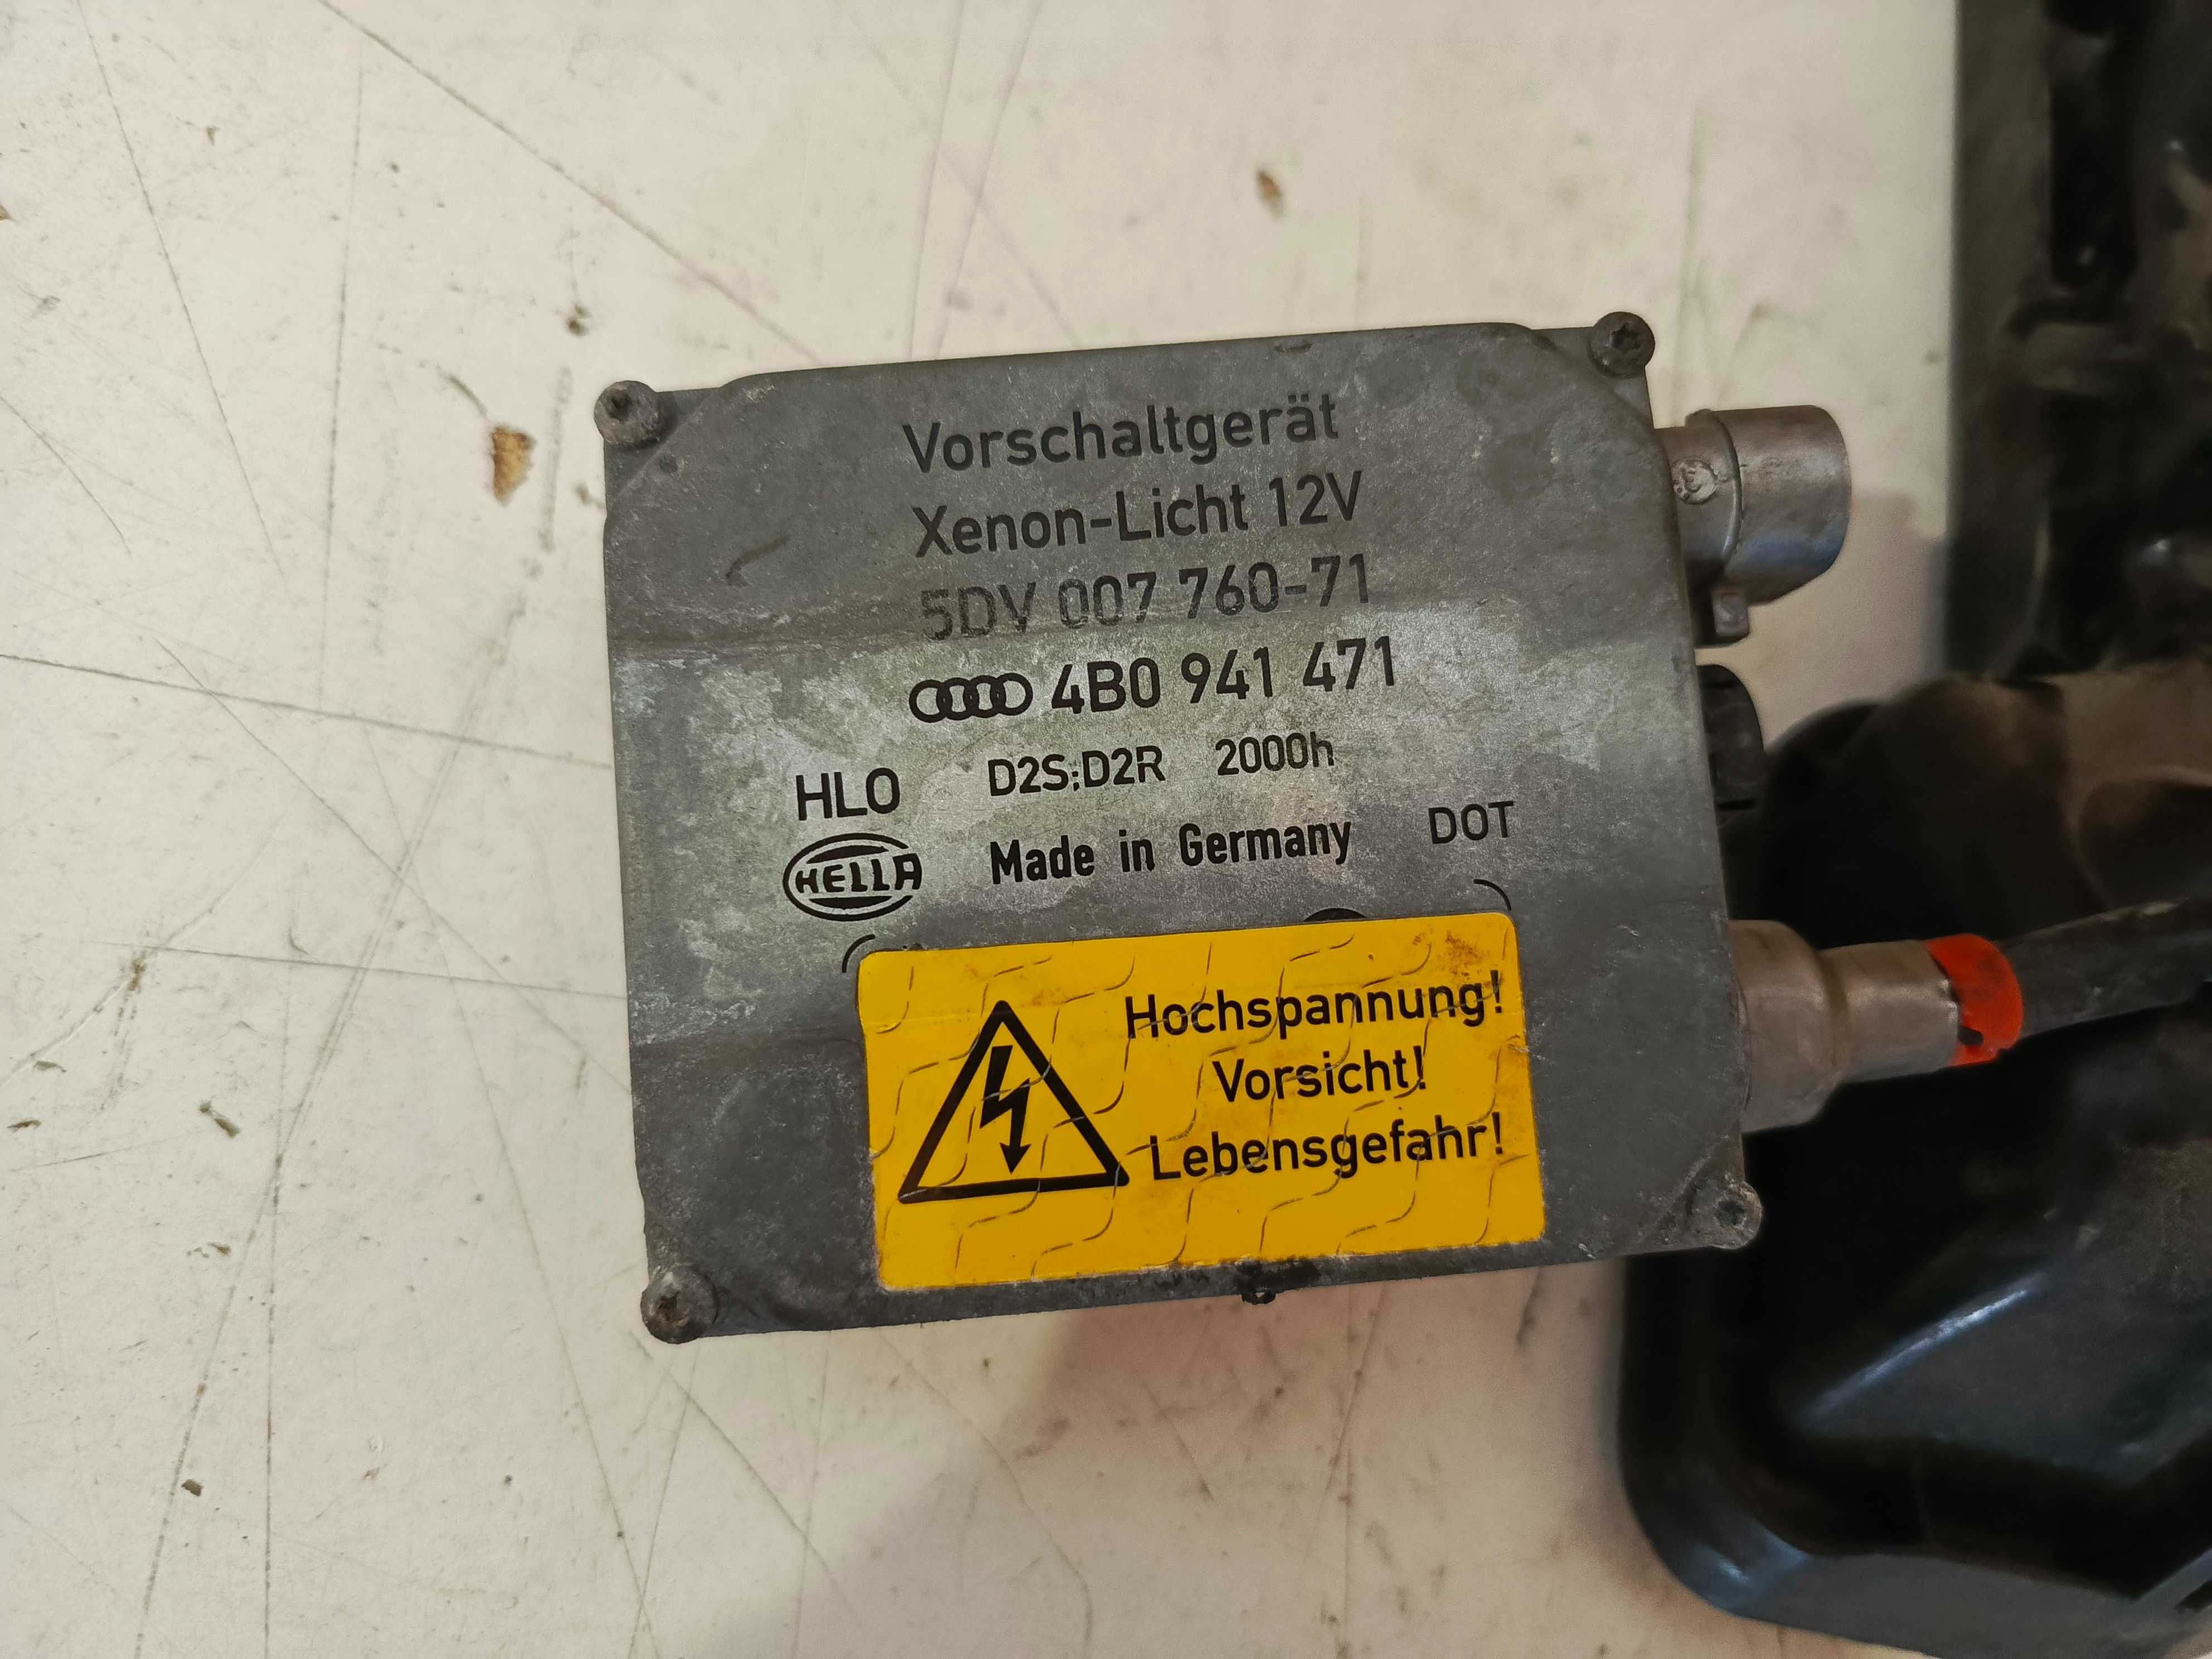 Vorschaltgerät
Xenon-Licht 12V
5DV 007 760-71
4B0 941 471
HLO D2S;D2R 2000h
HELLA Made in Germany DOT
Hochspannung!
Vorsicht!
Lebensgefahr!